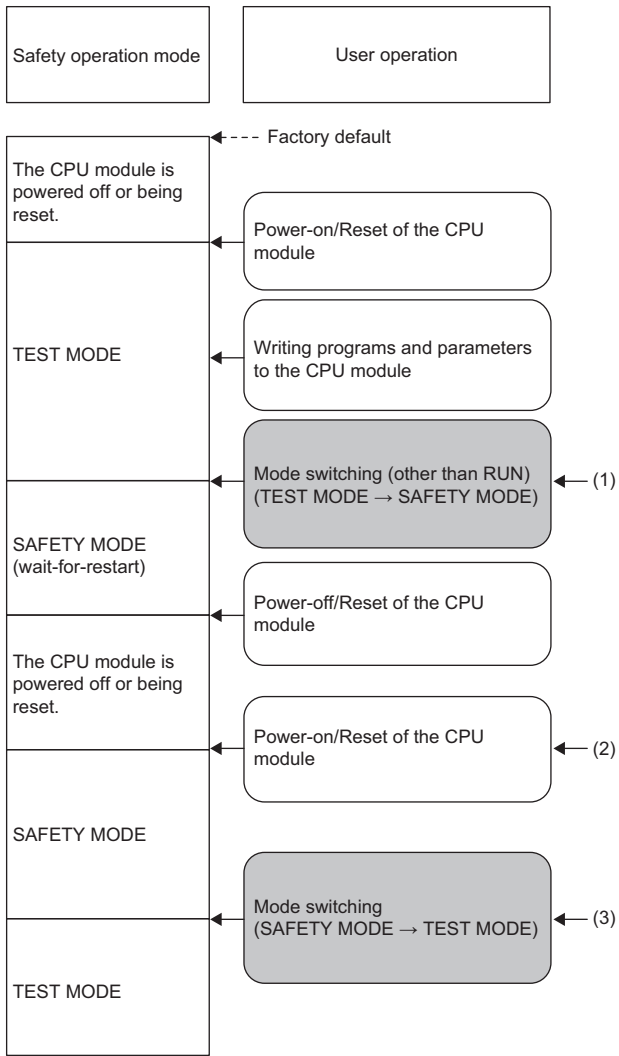 Safety operation mode
User operation
Factory default
The CPU module is
powered off or being
reset.
Power-on/Reset of the CPU
module
TEST MODE
Writing programs and parameters
to the CPU module
Mode switching (other than RUN)
(TEST MODE → SAFETY MODE)
(1)
SAFETY MODE
(wait-for-restart)
Power-off/Reset of the CPU
module
The CPU module is
powered off or being
reset.
Power-on/Reset of the CPU
module
(2)
SAFETY MODE
Mode switching
(SAFETY MODE → TEST MODE)
(3)
TEST MODE